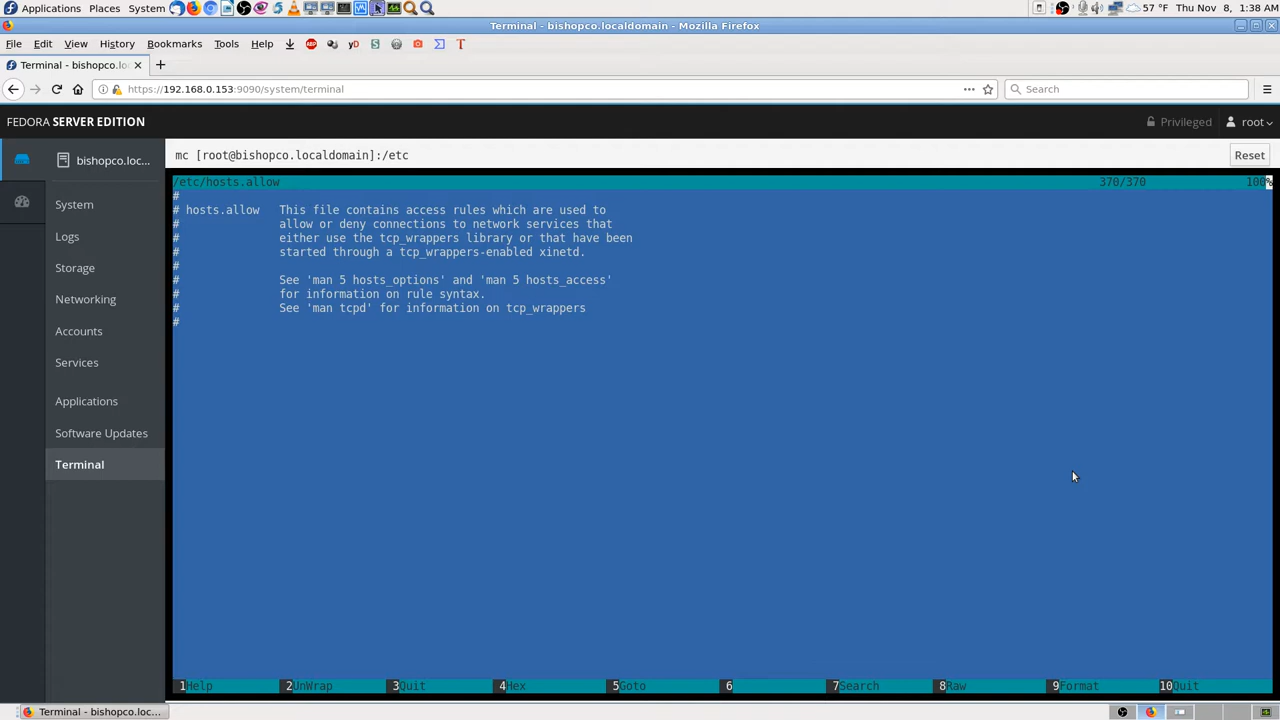 Applications Places System 57 °F Thu Nov 8, 1:38 AM
Terminal - bishopco.localdomain - Mozilla Firefox
File Edit View History Bookmarks Tools Help ABP yD S T
Terminal - bishopco.loc × +
https://192.168.0.153:9090/system/terminal ••• Search
FEDORA SERVER EDITION Privileged root
bishopco.loc... mc [root@bishopco.localdomain]:/etc Reset
System
Logs
Storage
Networking
Accounts
Services
Applications
Software Updates
Terminal
/etc/hosts.allow 370/370 100%
#
# hosts.allow This file contains access rules which are used to
# allow or deny connections to network services that
# either use the tcp_wrappers library or that have been
# started through a tcp_wrappers-enabled xinetd.
#
# See 'man 5 hosts_options' and 'man 5 hosts_access'
# for information on rule syntax.
# See 'man tcpd' for information on tcp_wrappers
#
1Help 2UnWrap 3Quit 4Hex 5Goto 6 7Search 8Raw 9Format 10Quit
Terminal - bishopco.loc...